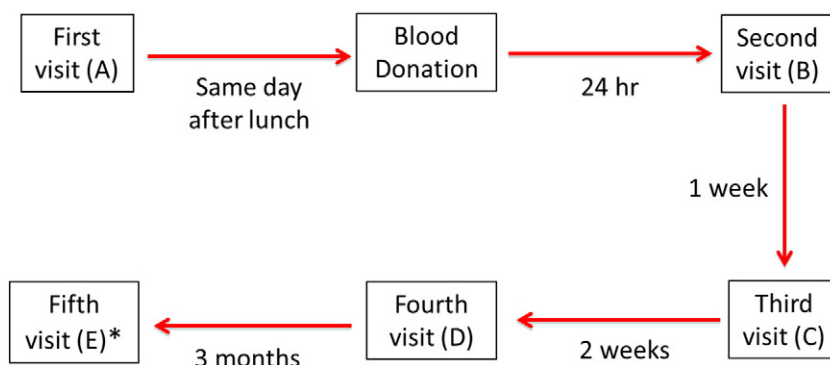 First
visit (A)
Same day
after lunch
Blood
Donation
24 hr
Second
visit (B)
1 week
Third
visit (C)
2 weeks
Fourth
visit (D)
3 months
Fifth
visit (E)*